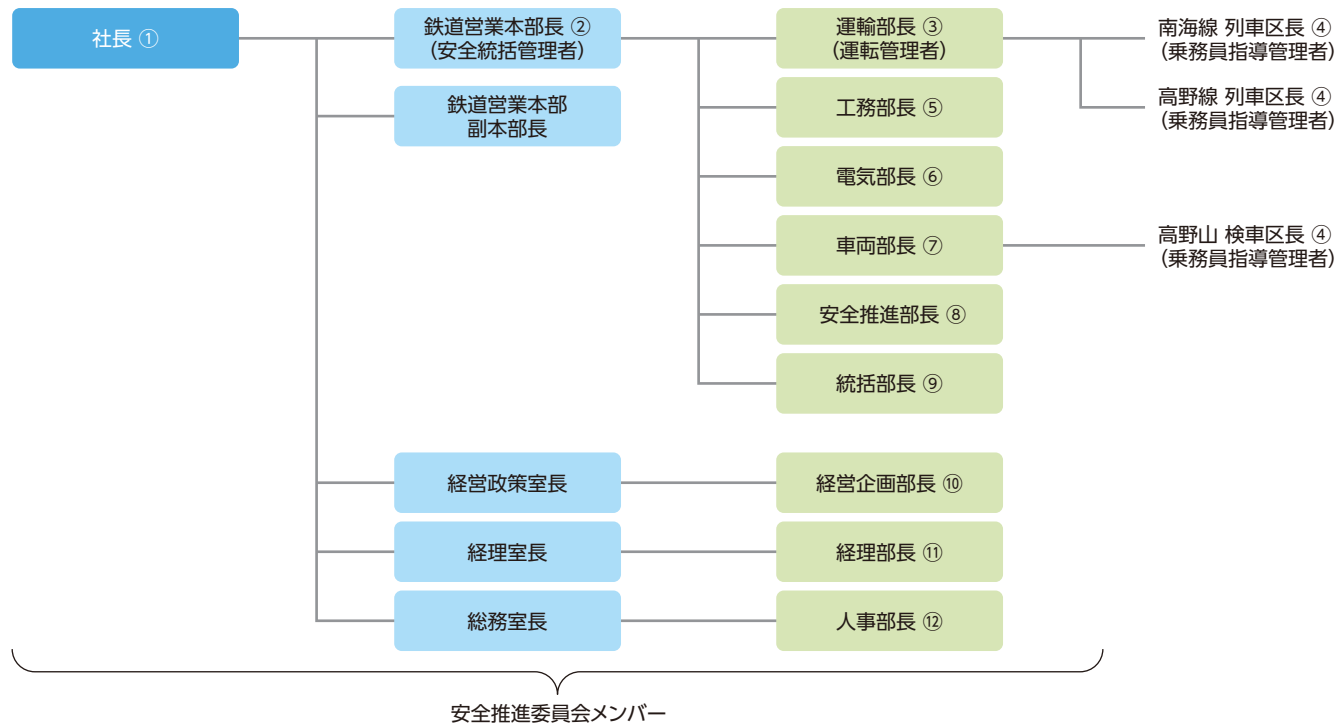 社長 ①
鉄道営業本部長 ②
(安全統括管理者)
運輸部長 ③
(運転管理者)
南海線 列車区長 ④
(乗務員指導管理者)
鉄道営業本部
副本部長
工務部長 ⑤
高野線 列車区長 ④
(乗務員指導管理者)
電気部長 ⑥
車両部長 ⑦
高野山 検車区長 ④
(乗務員指導管理者)
安全推進部長 ⑧
統括部長 ⑨
経営政策室長
経営企画部長 ⑩
経理室長
経理部長 ⑪
総務室長
人事部長 ⑫
安全推進委員会メンバー